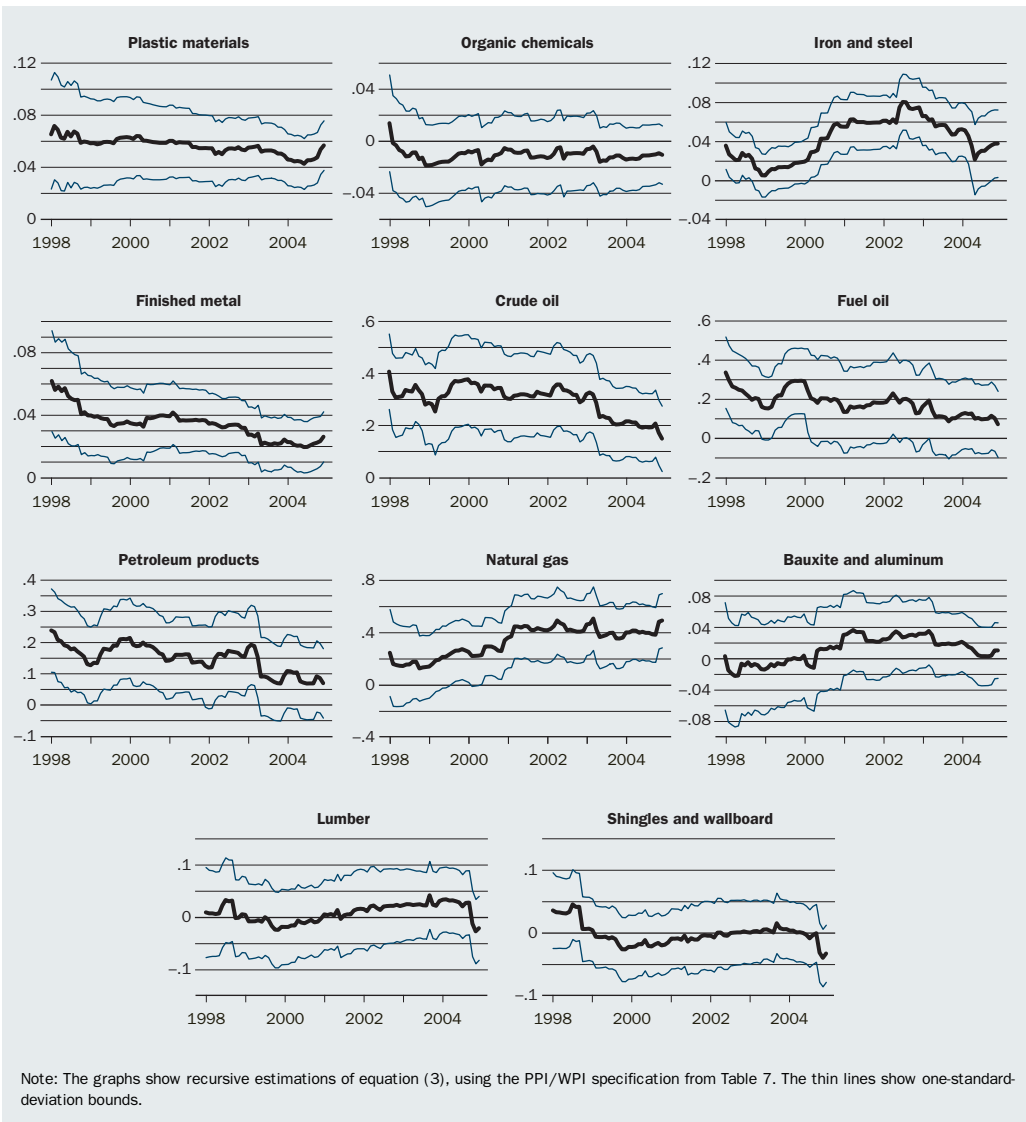 Plastic materials
.12
.08
.04
0
1998 2000 2002 2004
Organic chemicals
.04
0
−.04
1998 2000 2002 2004
Iron and steel
.12
.08
.04
0
−.04
1998 2000 2002 2004
Finished metal
.08
.04
0
1998 2000 2002 2004
Crude oil
.6
.4
.2
0
1998 2000 2002 2004
Fuel oil
.6
.4
.2
0
−.2
1998 2000 2002 2004
Petroleum products
.4
.3
.2
.1
0
−.1
1998 2000 2002 2004
Natural gas
.8
.4
0
−.4
1998 2000 2002 2004
Bauxite and aluminum
.08
.04
0
−.04
−.08
1998 2000 2002 2004
Lumber
.1
0
−.1
1998 2000 2002 2004
Shingles and wallboard
.1
0
−.1
1998 2000 2002 2004
Note: The graphs show recursive estimations of equation (3), using the PPI/WPI specification from Table 7. The thin lines show one-standard-
deviation bounds.